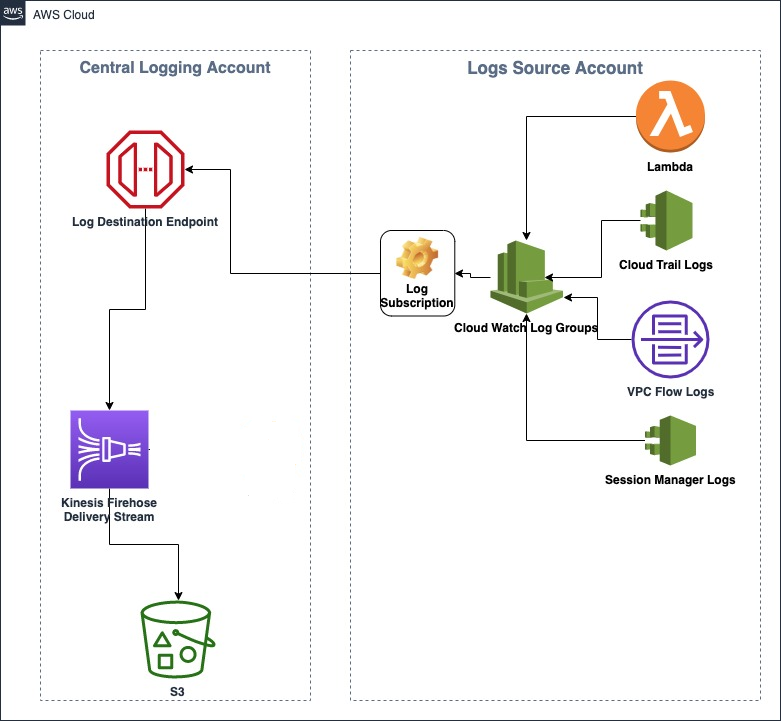 aws
AWS Cloud
Central Logging Account
Logs Source Account
Lambda
Log Destination Endpoint
Cloud Trail Logs
Log
Subscription
Cloud Watch Log Groups
VPC Flow Logs
Session Manager Logs
Kinesis Firehose
Delivery Stream
S3